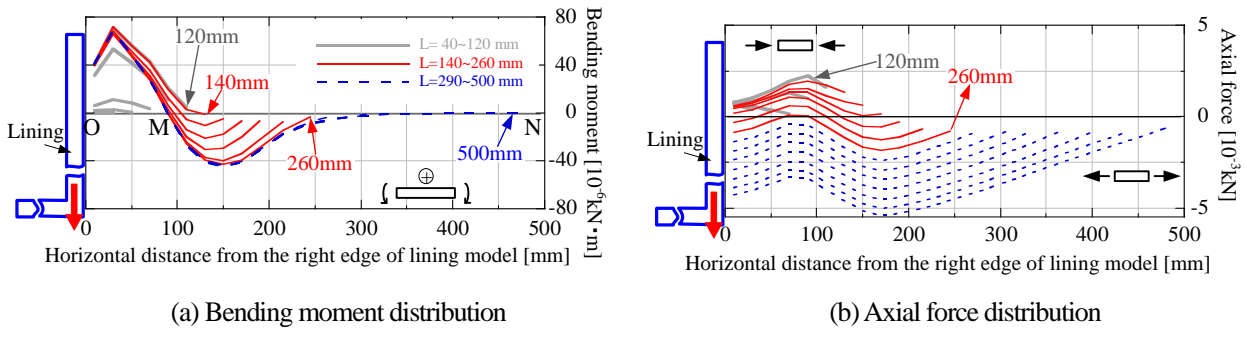 80
40
0
-40
-80
Bending moment [10⁻⁶kN·m]
120mm
140mm
L= 40~120 mm
L=140~260 mm
L=290~500 mm
Lining
O
M
N
260mm
500mm
⊕
0
100
200
300
400
500
Horizontal distance from the right edge of lining model [mm]
(a) Bending moment distribution
5
0
-5
Axial force [10⁻³kN]
120mm
260mm
Lining
0
100
200
300
400
500
Horizontal distance from the right edge of lining model [mm]
(b) Axial force distribution